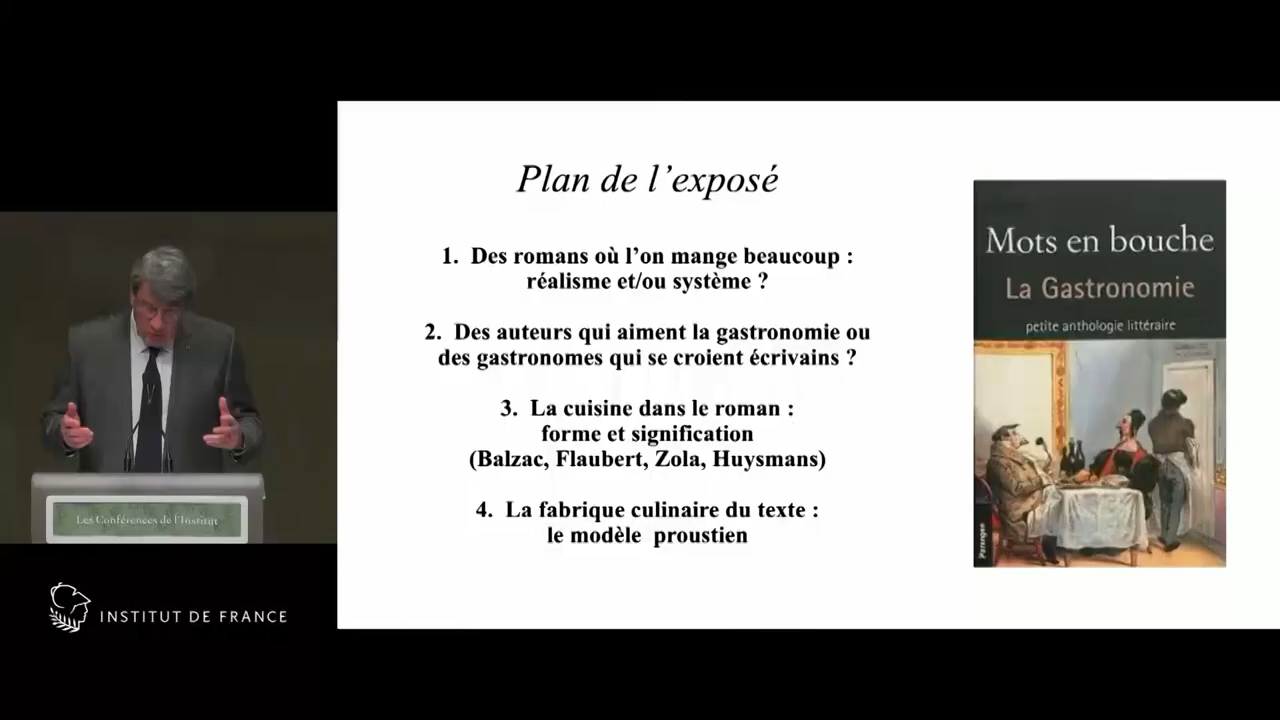 Plan de l’exposé
1. Des romans où l’on mange beaucoup :
réalisme et/ou système ?
2. Des auteurs qui aiment la gastronomie ou
des gastronomes qui se croient écrivains ?
3. La cuisine dans le roman :
forme et signification
(Balzac, Flaubert, Zola, Huysmans)
4. La fabrique culinaire du texte :
le modèle proustien
Mots en bouche
La Gastronomie
petite anthologie littéraire
Parangon
Les Conférences de l'Institut
INSTITUT DE FRANCE